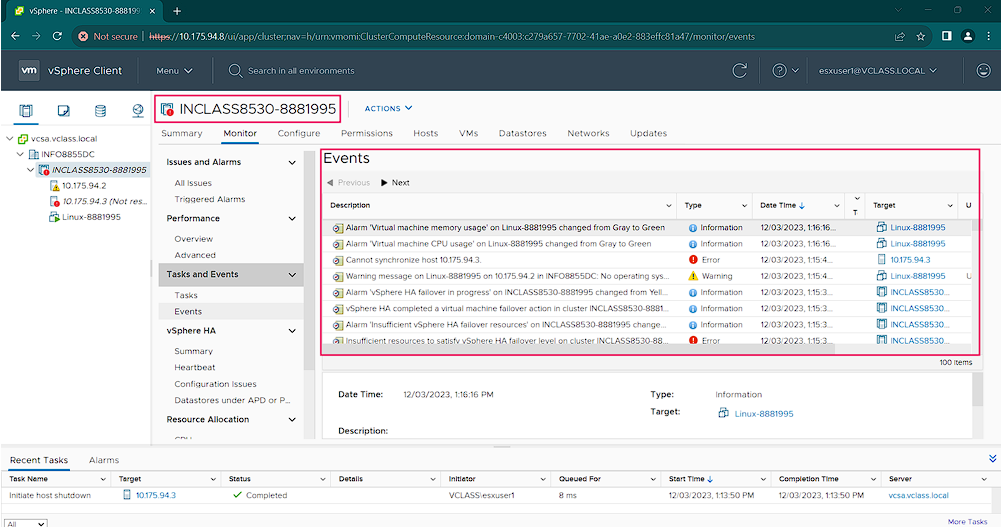 vSphere - INCLASS8530-8881995
Not secure https://10.175.94.8/ui/app/cluster;nav=h/urn:vmomi:ClusterComputeResource:domain-c4003:c279a657-7702-41ae-a0e2-883effc81a47/monitor/events
vm vSphere Client Menu Search in all environments esxuser1@VCLASS.LOCAL
INCLASS8530-8881995 ACTIONS
Summary Monitor Configure Permissions Hosts VMs Datastores Networks Updates
vcsa.vclass.local
INFO8855DC
INCLASS8530-8881995
10.175.94.2
10.175.94.3 (Not res...
Linux-8881995
Issues and Alarms
All Issues
Triggered Alarms
Performance
Overview
Advanced
Tasks and Events
Tasks
Events
vSphere HA
Summary
Heartbeat
Configuration Issues
Datastores under APD or P...
Resource Allocation
CPU
Events
Previous Next
Description Type Date Time T Target U
Alarm 'Virtual machine memory usage' on Linux-8881995 changed from Gray to Green Information 12/03/2023, 1:16:16... Linux-8881995
Alarm 'Virtual machine CPU usage' on Linux-8881995 changed from Gray to Green Information 12/03/2023, 1:16:16... Linux-8881995
Cannot synchronize host 10.175.94.3. Error 12/03/2023, 1:15:4... 10.175.94.3
Warning message on Linux-8881995 on 10.175.94.2 in INFO8855DC: No operating sys... Warning 12/03/2023, 1:15:4... Linux-8881995 U
Alarm 'vSphere HA failover in progress' on INCLASS8530-8881995 changed from Yell... Information 12/03/2023, 1:15:3... INCLASS8530...
vSphere HA completed a virtual machine failover action in cluster INCLASS8530-8881... Information 12/03/2023, 1:15:3... INCLASS8530...
Alarm 'Insufficient vSphere HA failover resources' on INCLASS8530-8881995 change... Information 12/03/2023, 1:15:3... INCLASS8530...
Insufficient resources to satisfy vSphere HA failover level on cluster INCLASS8530-88... Error 12/03/2023, 1:15:3... INCLASS8530...
100 items
Date Time: 12/03/2023, 1:16:16 PM Type: Information
Target: Linux-8881995
Description:
Recent Tasks Alarms
Task Name Target Status Details Initiator Queued For Start Time Completion Time Server
Initiate host shutdown 10.175.94.3 Completed VCLASS\esxuser1 8 ms 12/03/2023, 1:13:50 PM 12/03/2023, 1:13:50 PM vcsa.vclass.local
All More Tasks